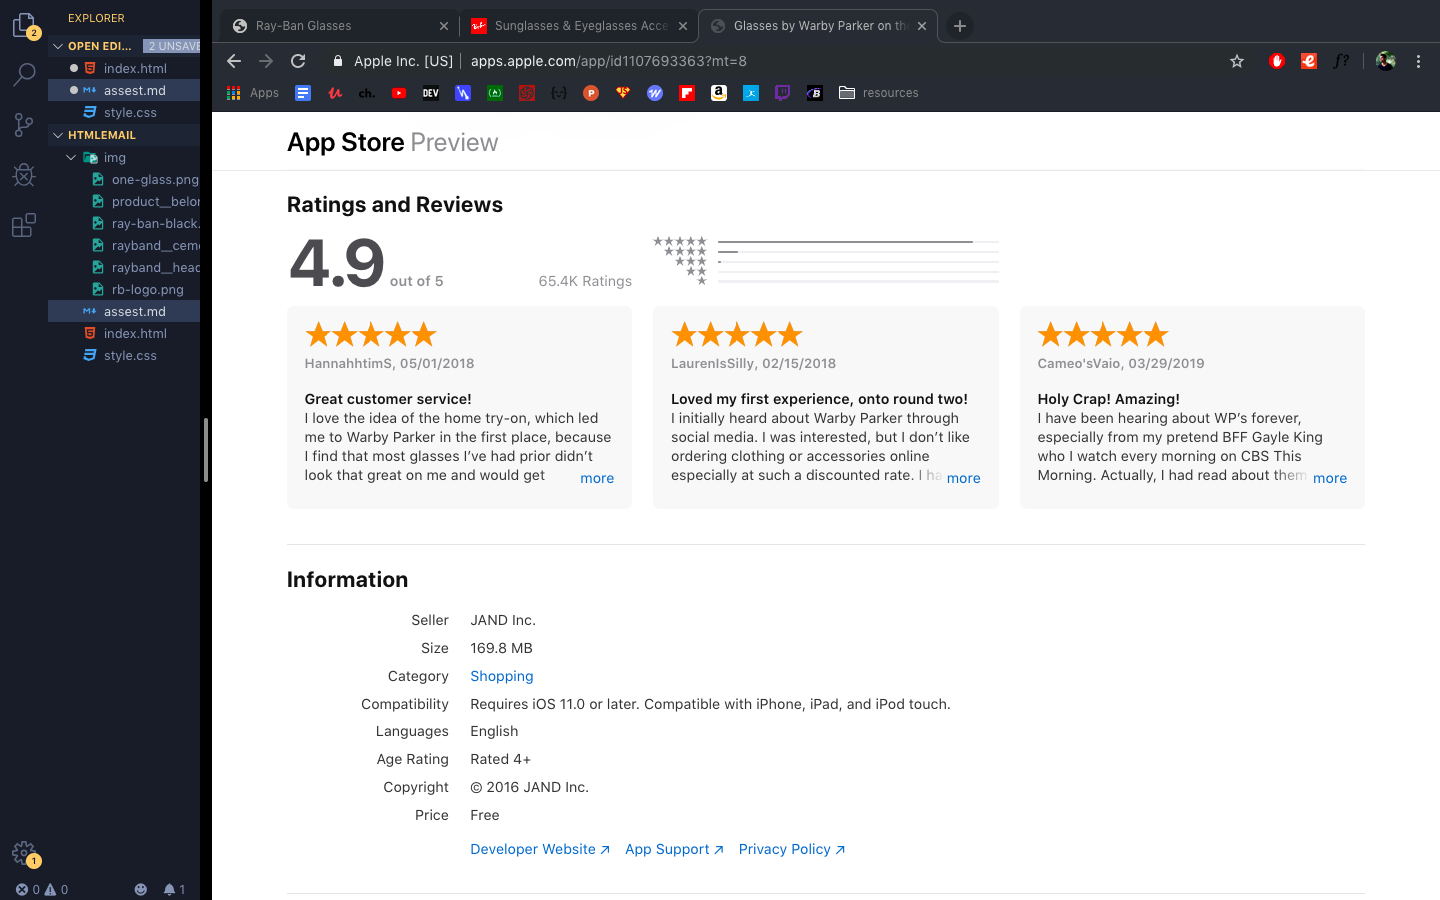 EXPLORER
2
OPEN EDI... 2 UNSAVE
index.html
assest.md
style.css
HTMLEMAIL
img
one-glass.png
product__belo
ray-ban-black.
rayband__ceme
rayband__head
rb-logo.png
assest.md
index.html
style.css
1
0 0 1
Ray-Ban Glasses
Sunglasses & Eyeglasses Acce
Glasses by Warby Parker on the
Apple Inc. [US] apps.apple.com/app/id1107693363?mt=8
f?
Apps ch. DEV resources
App Store Preview
Ratings and Reviews
4.9 out of 5 65.4K Ratings
HannahhtimS, 05/01/2018
Great customer service!
I love the idea of the home try-on, which led
me to Warby Parker in the first place, because
I find that most glasses I’ve had prior didn’t
look that great on me and would get more
LaurenIsSilly, 02/15/2018
Loved my first experience, onto round two!
I initially heard about Warby Parker through
social media. I was interested, but I don’t like
ordering clothing or accessories online
especially at such a discounted rate. I ha more
Cameo'sVaio, 03/29/2019
Holy Crap! Amazing!
I have been hearing about WP’s forever,
especially from my pretend BFF Gayle King
who I watch every morning on CBS This
Morning. Actually, I had read about them more
Information
Seller JAND Inc.
Size 169.8 MB
Category Shopping
Compatibility Requires iOS 11.0 or later. Compatible with iPhone, iPad, and iPod touch.
Languages English
Age Rating Rated 4+
Copyright © 2016 JAND Inc.
Price Free
Developer Website App Support Privacy Policy